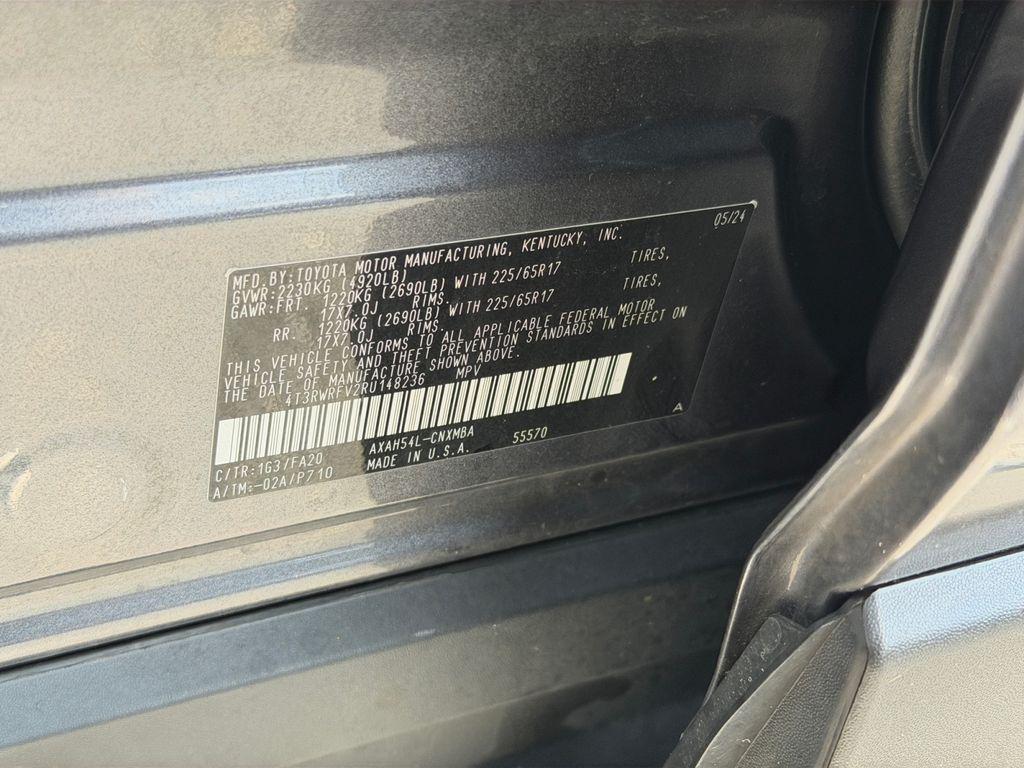 05/24
MFD.BY:TOYOTA MOTOR MANUFACTURING, KENTUCKY, INC.
GVWR:2230KG (4920LB)
GAWR:FRT. 1220KG (2690LB) WITH 225/65R17 TIRES,
17X7.0J RIMS.
RR. 1220KG (2690LB) WITH 225/65R17 TIRES,
17X7.0J RIMS.
THIS VEHICLE CONFORMS TO ALL APPLICABLE FEDERAL MOTOR
VEHICLE SAFETY AND THEFT PREVENTION STANDARDS IN EFFECT ON
THE DATE OF MANUFACTURE SHOWN ABOVE.
4T3RWRFV2RU148236 MPV
C/TR:1G3/FA20 AXAH54L-CNXMBA 55570 A
A/TM:-02A/P710 MADE IN U.S.A.